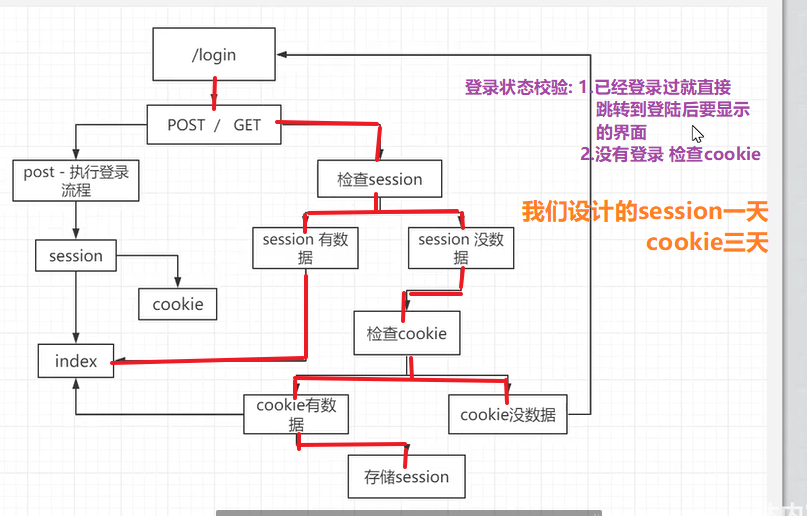 /login
登录状态校验: 1.已经登录过就直接
跳转到登陆后要显示
的界面
2.没有登录 检查cookie
POST / GET
post - 执行登录
流程
检查session
我们设计的session一天
cookie三天
session
session 有数
据
session 没数
据
cookie
检查cookie
index
cookie有数
据
cookie没数据
存储session